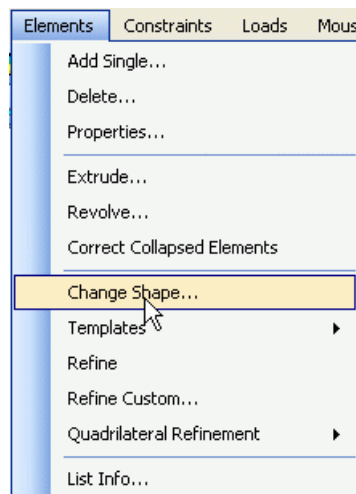 Elements Constraints Loads Mous
Add Single...
Delete...
Properties...
Extrude...
Revolve...
Correct Collapsed Elements
Change Shape...
Templates
Refine
Refine Custom...
Quadrilateral Refinement
List Info...